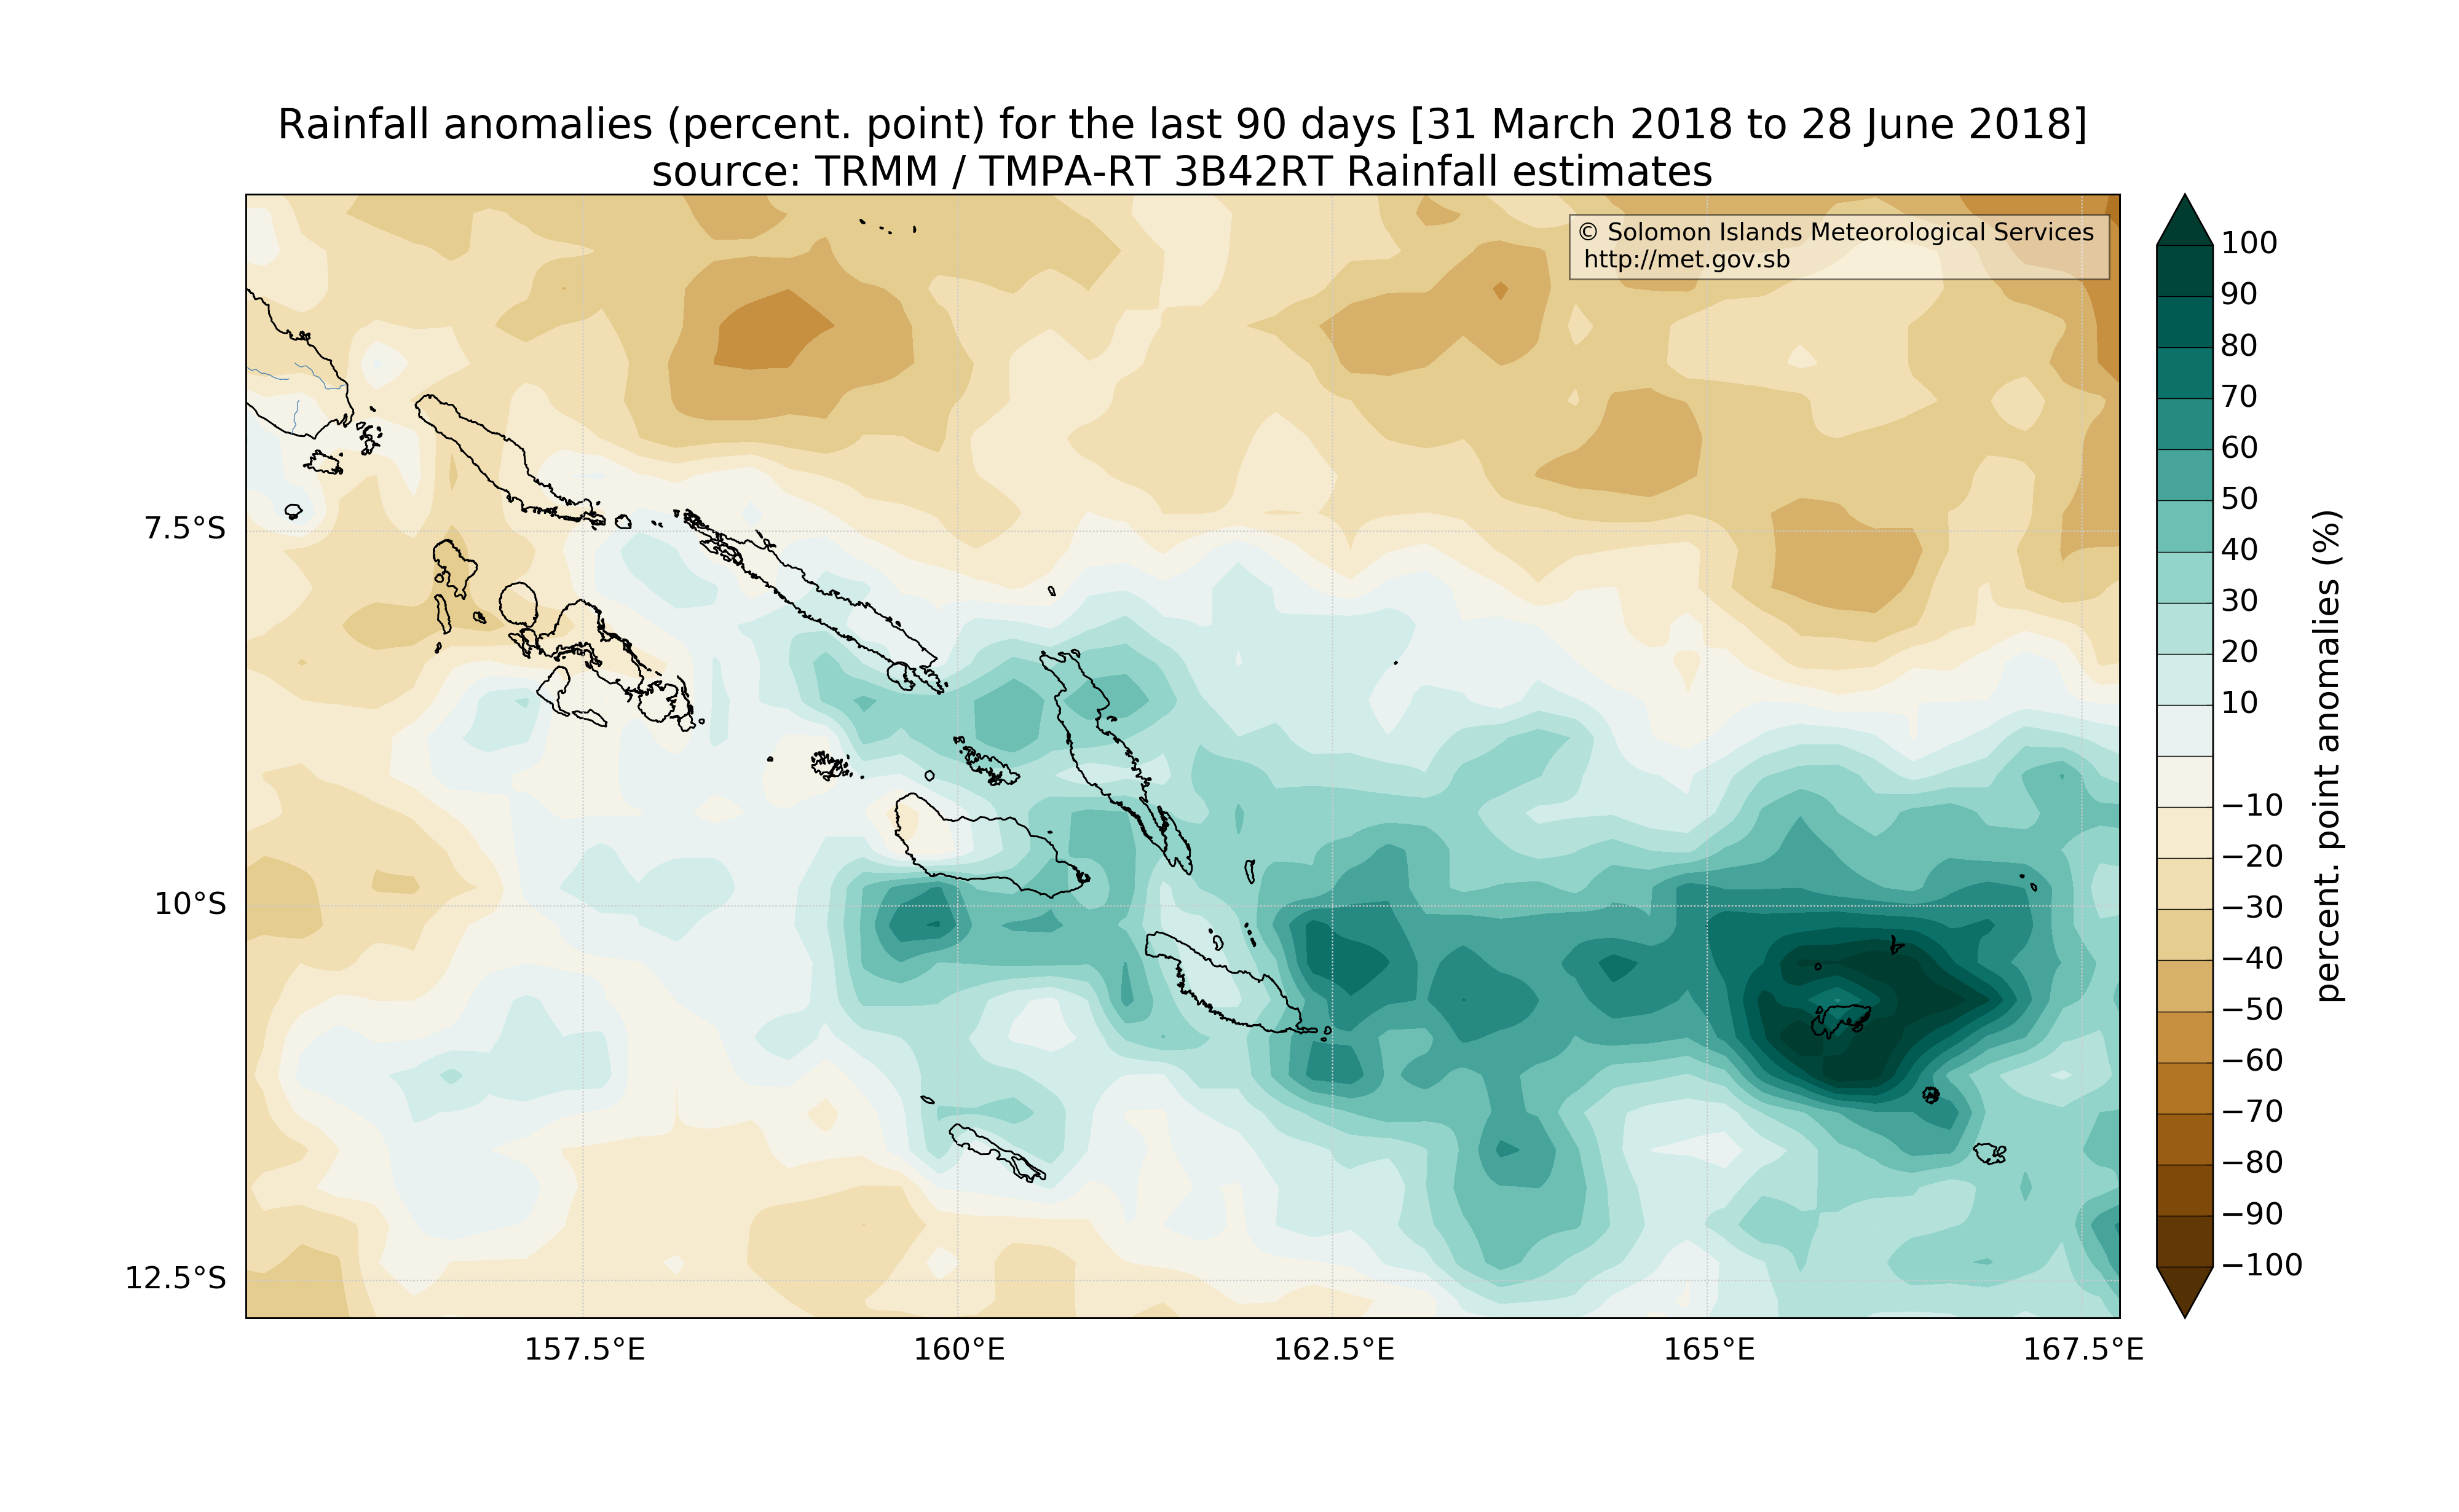 Rainfall anomalies (percent. point) for the last 90 days [31 March 2018 to 28 June 2018]
source: TRMM / TMPA-RT 3B42RT Rainfall estimates
© Solomon Islands Meteorological Services
http://met.gov.sb
7.5°S
10°S
12.5°S
157.5°E
160°E
162.5°E
165°E
167.5°E
100
90
80
70
60
50
40
30
20
10
−10
−20
−30
−40
−50
−60
−70
−80
−90
−100
percent. point anomalies (%)